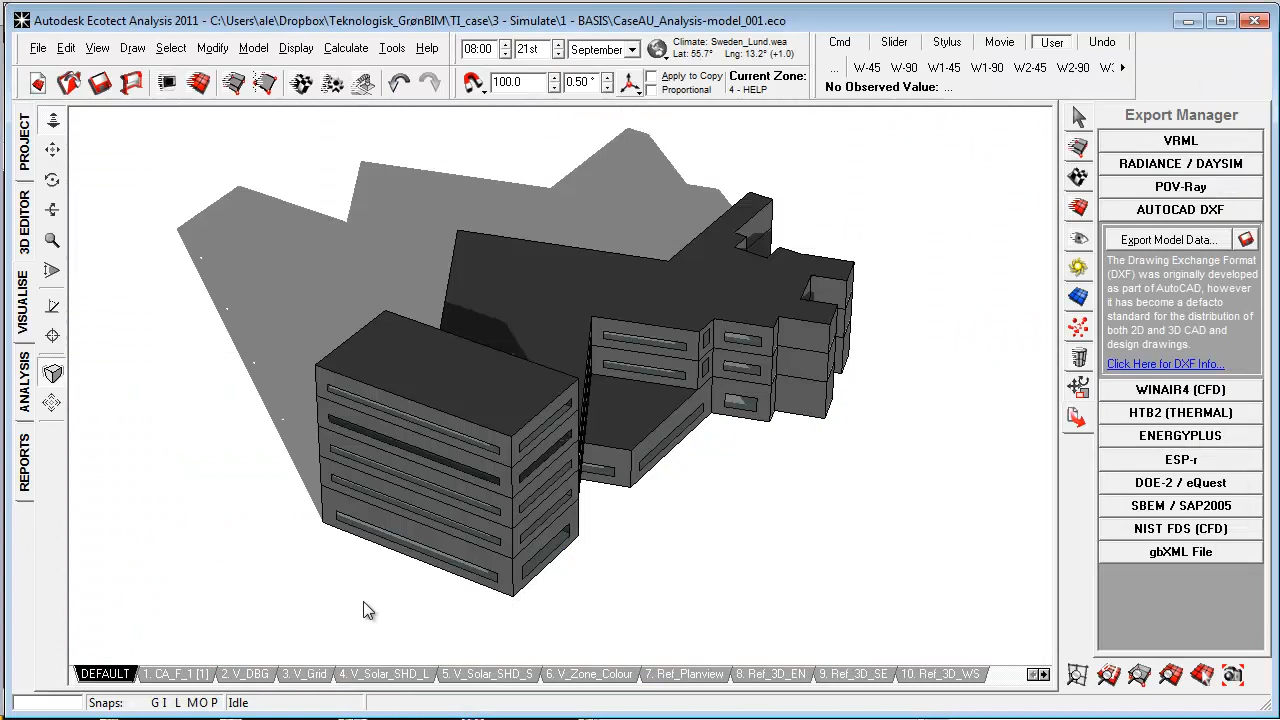 Autodesk Ecotect Analysis 2011 - C:\Users\ale\Dropbox\Teknologisk_GrønBIM\TI_case\3 - Simulate\1 - BASIS\CaseAU_Analysis-model_001.eco
File Edit View Draw Select Modify Model Display Calculate Tools Help
08:00 21st September
Climate: Sweden_Lund.wea
Lat: 55.7° Lng: 13.2° (+1.0)
Cmd Slider Stylus Movie User Undo
... W-45 W-90 W1-45 W1-90 W2-45 W2-90 W:
100.0 0.50 °
Apply to Copy
Proportional
Current Zone:
4 - HELP
No Observed Value: ...
PROJECT
3D EDITOR
VISUALISE
ANALYSIS
REPORTS
Export Manager
VRML
RADIANCE / DAYSIM
POV-Ray
AUTOCAD DXF
Export Model Data...
The Drawing Exchange Format
(DXF) was originally developed
as part of AutoCAD, however
it has become a defacto
standard for the distribution of
both 2D and 3D CAD and
design drawings.
Click Here for DXF Info...
WINAIR4 (CFD)
HTB2 (THERMAL)
ENERGYPLUS
ESP-r
DOE-2 / eQuest
SBEM / SAP2005
NIST FDS (CFD)
gbXML File
DEFAULT 1. CA_F_1 [1] 2. V_DBG 3. V_Grid 4. V_Solar_SHD_L 5. V_Solar_SHD_S 6. V_Zone_Colour 7. Ref_Planview 8. Ref_3D_EN 9. Ref_3D_SE 10. Ref_3D_WS
Snaps: G I L M O P Idle